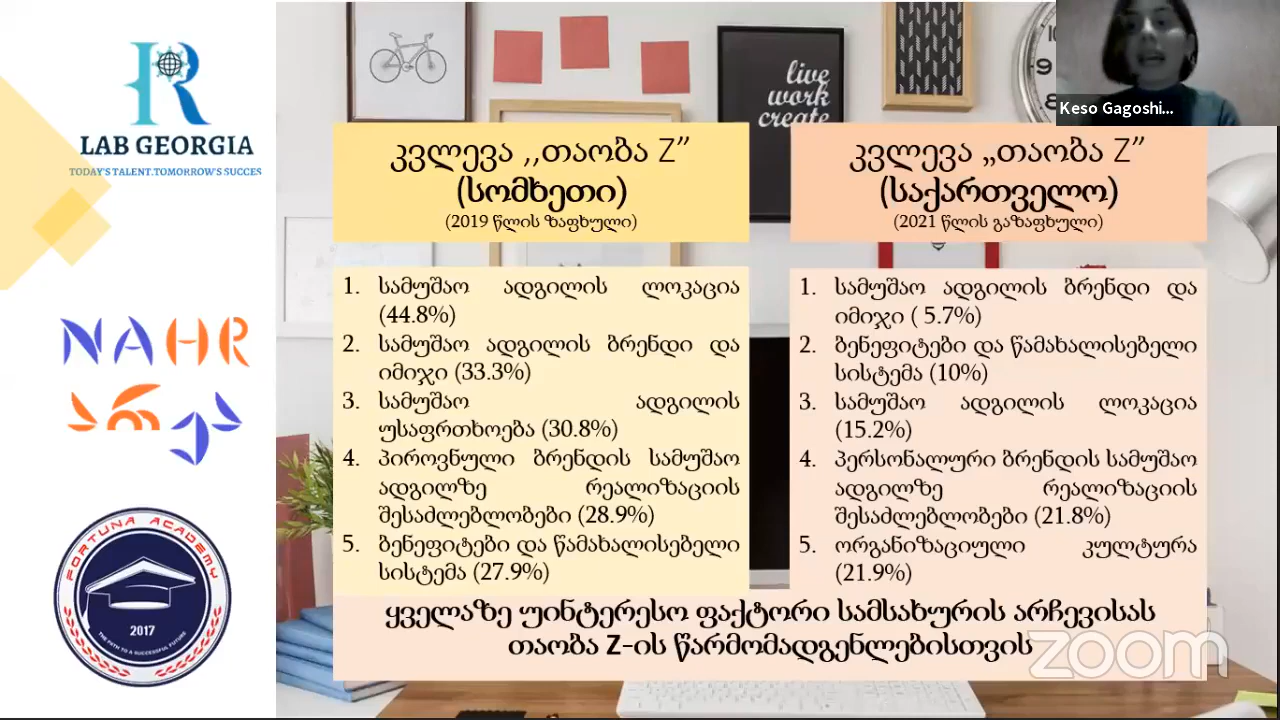 LAB GEORGIA
TODAY'S TALENT.TOMORROW'S SUCCES
NAHR
FORTUNA ACADEMY
2017
THE PATH TO A SUCCESSFUL FUTURE
live
work
create
Keso Gagoshi...
კვლევა ,,თაობა Z”
(სომხეთი)
(2019 წლის ზაფხული)
1. სამუშაო ადგილის ლოკაცია
(44.8%)
2. სამუშაო ადგილის ბრენდი და
იმიჯი (33.3%)
3. სამუშაო ადგილის
უსაფრთხოება (30.8%)
4. პიროვნული ბრენდის სამუშაო
ადგილზე რეალიზაციის
შესაძლებლობები (28.9%)
5. ბენეფიტები და წამახალისებელი
სისტემა (27.9%)
კვლევა „თაობა Z”
(საქართველო)
(2021 წლის გაზაფხული)
1. სამუშაო ადგილის ბრენდი და
იმიჯი ( 5.7%)
2. ბენეფიტები და წამახალისებელი
სისტემა (10%)
3. სამუშაო ადგილის ლოკაცია
(15.2%)
4. პერსონალური ბრენდის სამუშაო
ადგილზე რეალიზაციის
შესაძლებლობები (21.8%)
5. ორგანიზაციული კულტურა
(21.9%)
ყველაზე უინტერესო ფაქტორი სამსახურის არჩევისას
თაობა Z-ის წარმომადგენლებისთვის
zoom